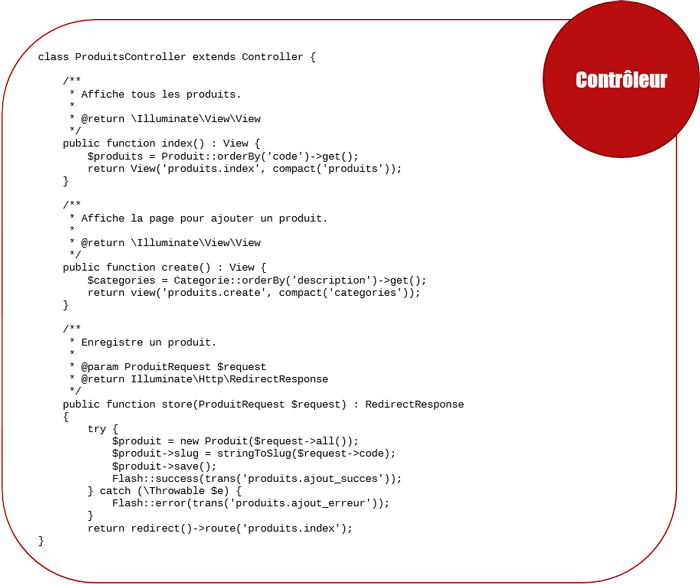 Contrôleur
class ProduitsController extends Controller {
/**
* Affiche tous les produits.
*
* @return \Illuminate\View\View
*/
public function index() : View {
$produits = Produit::orderBy('code')->get();
return View('produits.index', compact('produits'));
}
/**
* Affiche la page pour ajouter un produit.
*
* @return \Illuminate\View\View
*/
public function create() : View {
$categories = Categorie::orderBy('description')->get();
return view('produits.create', compact('categories'));
}
/**
* Enregistre un produit.
*
* @param ProduitRequest $request
* @return Illuminate\Http\RedirectResponse
*/
public function store(ProduitRequest $request) : RedirectResponse
{
try {
$produit = new Produit($request->all());
$produit->slug = stringToSlug($request->code);
$produit->save();
Flash::success(trans('produits.ajout_succes'));
} catch (\Throwable $e) {
Flash::error(trans('produits.ajout_erreur'));
}
return redirect()->route('produits.index');
}